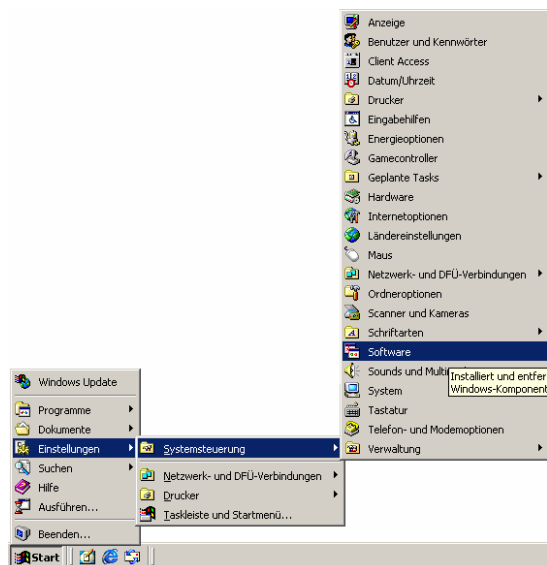 Anzeige
Benutzer und Kennwörter
Client Access
Datum/Uhrzeit
Drucker
Eingabehilfen
Energieoptionen
Gamecontroller
Geplante Tasks
Hardware
Internetoptionen
Ländereinstellungen
Maus
Netzwerk- und DFÜ-Verbindungen
Ordneroptionen
Scanner und Kameras
Schriftarten
Software
Sounds und Multi
Installiert und entfer
Windows-Komponent
System
Tastatur
Telefon- und Modemoptionen
Verwaltung
Windows Update
Programme
Dokumente
Einstellungen
Suchen
Hilfe
Ausführen...
Beenden...
Systemsteuerung
Netzwerk- und DFÜ-Verbindungen
Drucker
Taskleiste und Startmenü...
Start